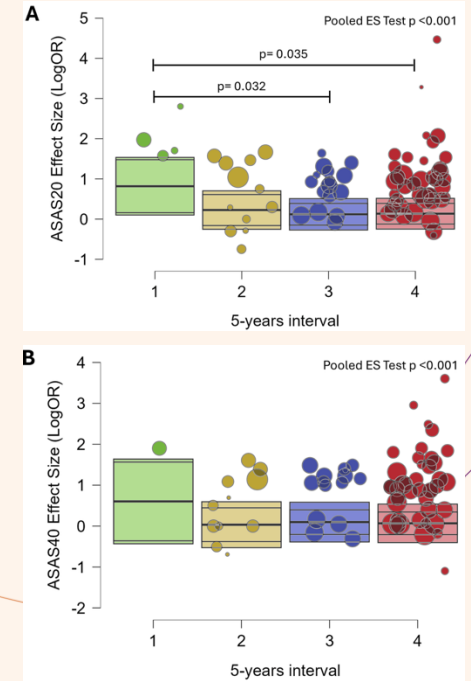 A
Pooled ES Test p <0.001
p= 0.035
p= 0.032
ASAS20 Effect Size (LogOR)
5
4
3
2
1
0
-1
1 2 3 4
5-years interval
B
Pooled ES Test p <0.001
ASAS40 Effect Size (LogOR)
4
3
2
1
0
-1
-2
1 2 3 4
5-years interval